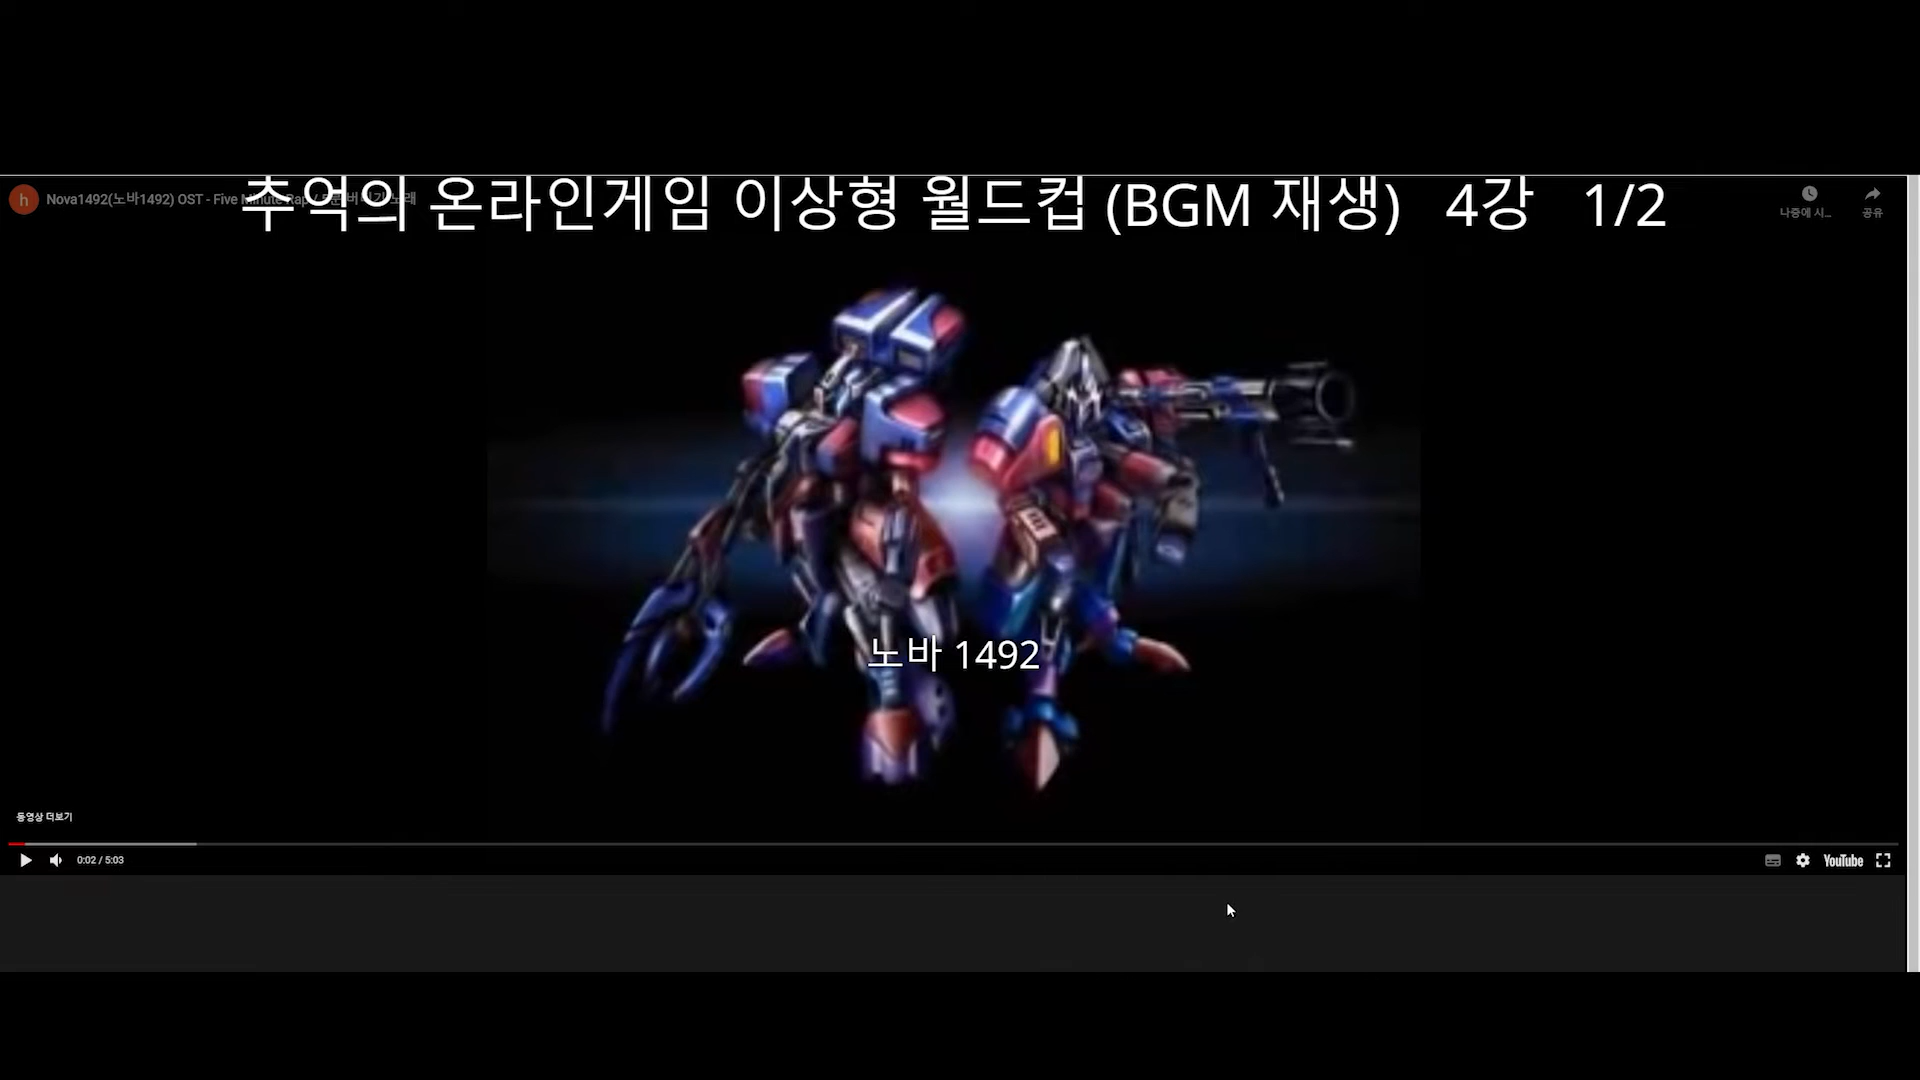 추억의 온라인게임 이상형 월드컵 (BGM 재생) 4강 1/2
h
Nova1492(노바1492) OST - Five Minute Rap
나중에 시...
공유
노바 1492
동영상 더보기
0:02 / 5:03
YouTube